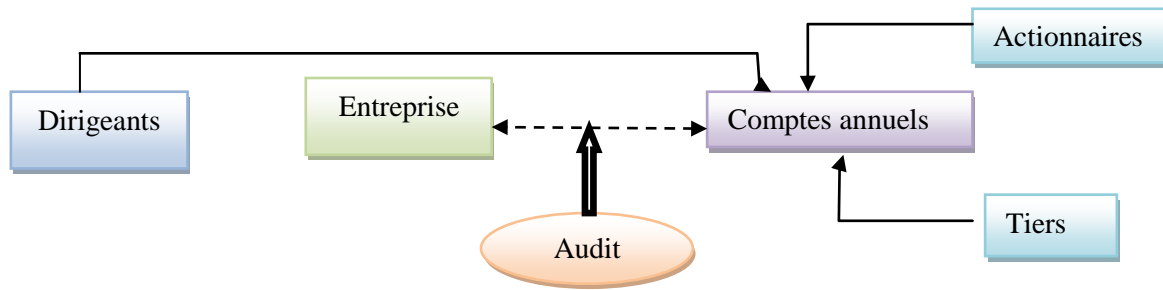 Actionnaires
Dirigeants
Entreprise
Comptes annuels
Audit
Tiers